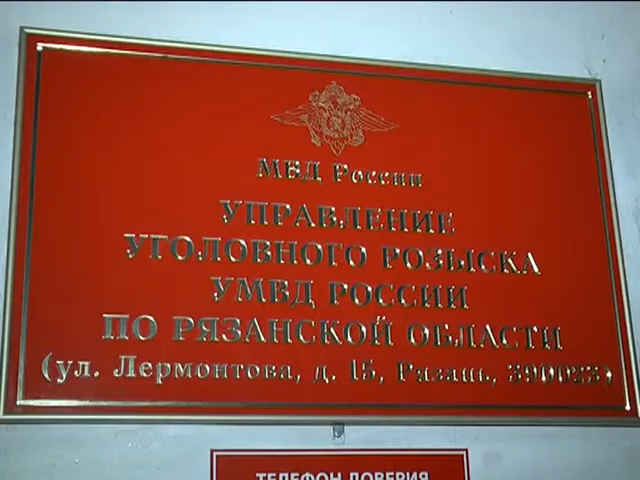 МВД России
УПРАВЛЕНИЕ
УГОЛОВНОГО РОЗЫСКА
УМВД РОССИИ
ПО РЯЗАНСКОЙ ОБЛАСТИ
(ул. Лермонтова, д. 15, Рязань, 390023)
ТЕЛЕФОН ДОВЕРИЯ